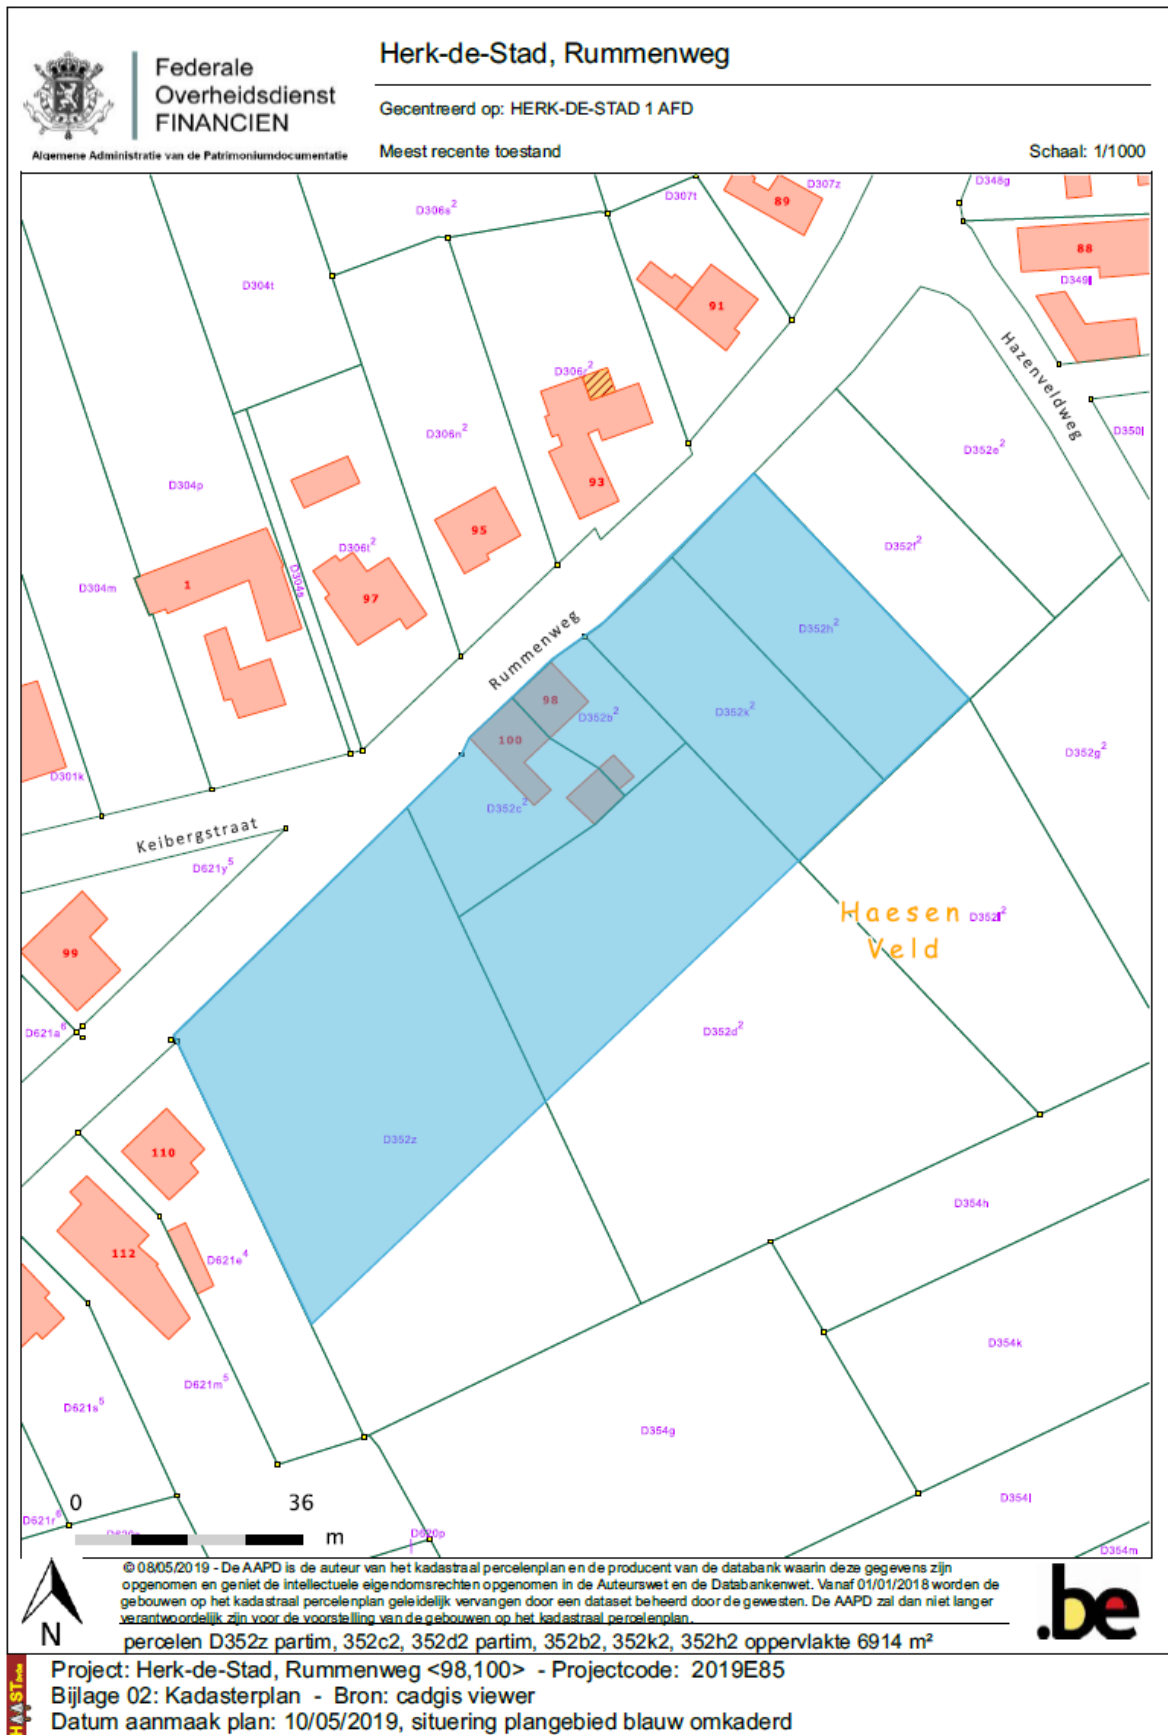 Federale
Overheidsdienst
FINANCIEN
Algemene Administratie van de Patrimoniumdocumentatie
Herk-de-Stad, Rummenweg
Gecentreerd op: HERK-DE-STAD 1 AFD
Meest recente toestand
Schaal: 1/1000
D306s²
D307t
D307z
89
D348g
88
D349l
D304t
91
Hazenveldweg
D306r²
D350l
D306n²
D352e²
D304p
93
95
D352f²
D306t²
D304s
D304m
1
97
Rummenweg
D352h²
98
D352b²
D352k²
100
D352g²
D301k
D352c²
Keibergstraat
D621y⁵
Haesen
Veld
D352l²
99
D621a⁶
D352d²
D352z
110
D354h
112
D621e⁴
D354k
D621m⁵
D621s⁵
D354g
0 36
m
D354l
D621r⁶
D620p
D354m
N
© 08/05/2019 - De AAPD is de auteur van het kadastraal percelenplan en de producent van de databank waarin deze gegevens zijn
opgenomen en geniet de intellectuele eigendomsrechten opgenomen in de Auteurswet en de Databankenwet. Vanaf 01/01/2018 worden de
gebouwen op het kadastraal percelenplan geleidelijk vervangen door een dataset beheerd door de gewesten. De AAPD zal dan niet langer
verantwoordelijk zijn voor de voorstelling van de gebouwen op het kadastraal percelenplan.
.be
percelen D352z partim, 352c2, 352d2 partim, 352b2, 352k2, 352h2 oppervlakte 6914 m²
HAAST bvba
Project: Herk-de-Stad, Rummenweg <98,100> - Projectcode: 2019E85
Bijlage 02: Kadasterplan - Bron: cadgis viewer
Datum aanmaak plan: 10/05/2019, situering plangebied blauw omkaderd